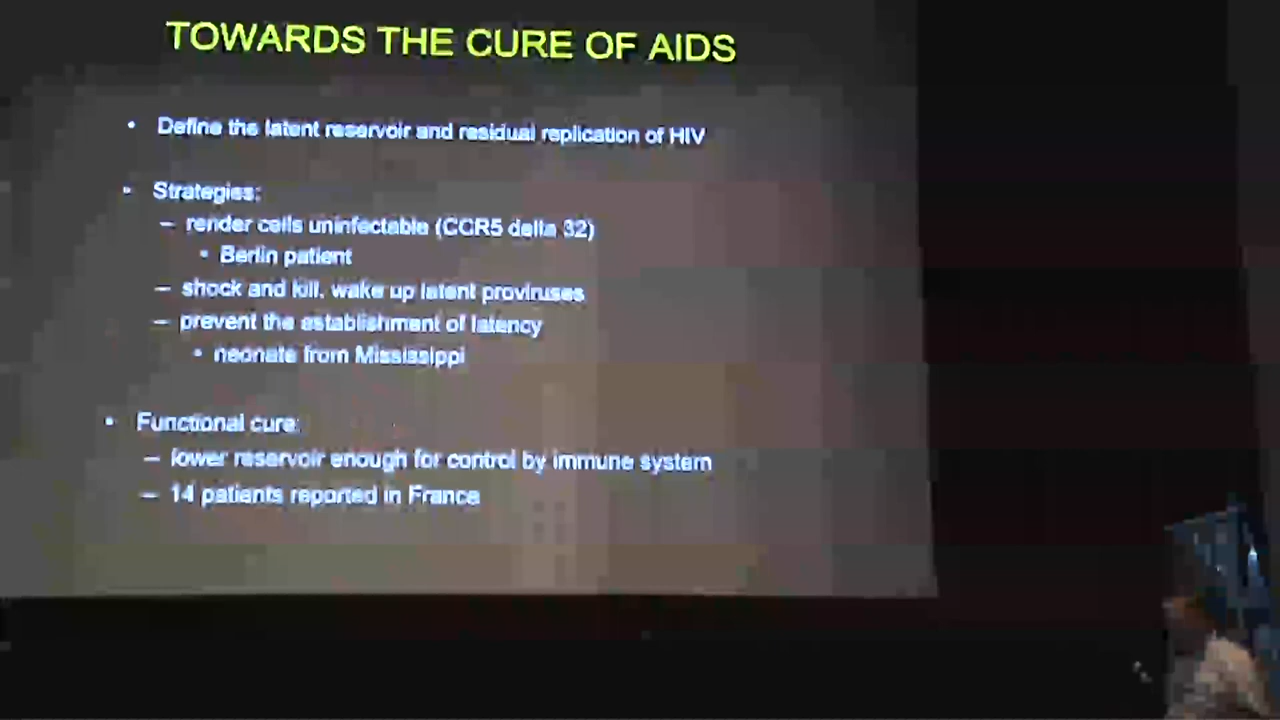 TOWARDS THE CURE OF AIDS
• Define the latent reservoir and residual replication of HIV
• Strategies:
– render cells uninfectable (CCR5 delta 32)
• Berlin patient
– shock and kill, wake up latent proviruses
– prevent the establishment of latency
• neonate from Mississippi
• Functional cure:
– lower reservoir enough for control by immune system
– 14 patients reported in France